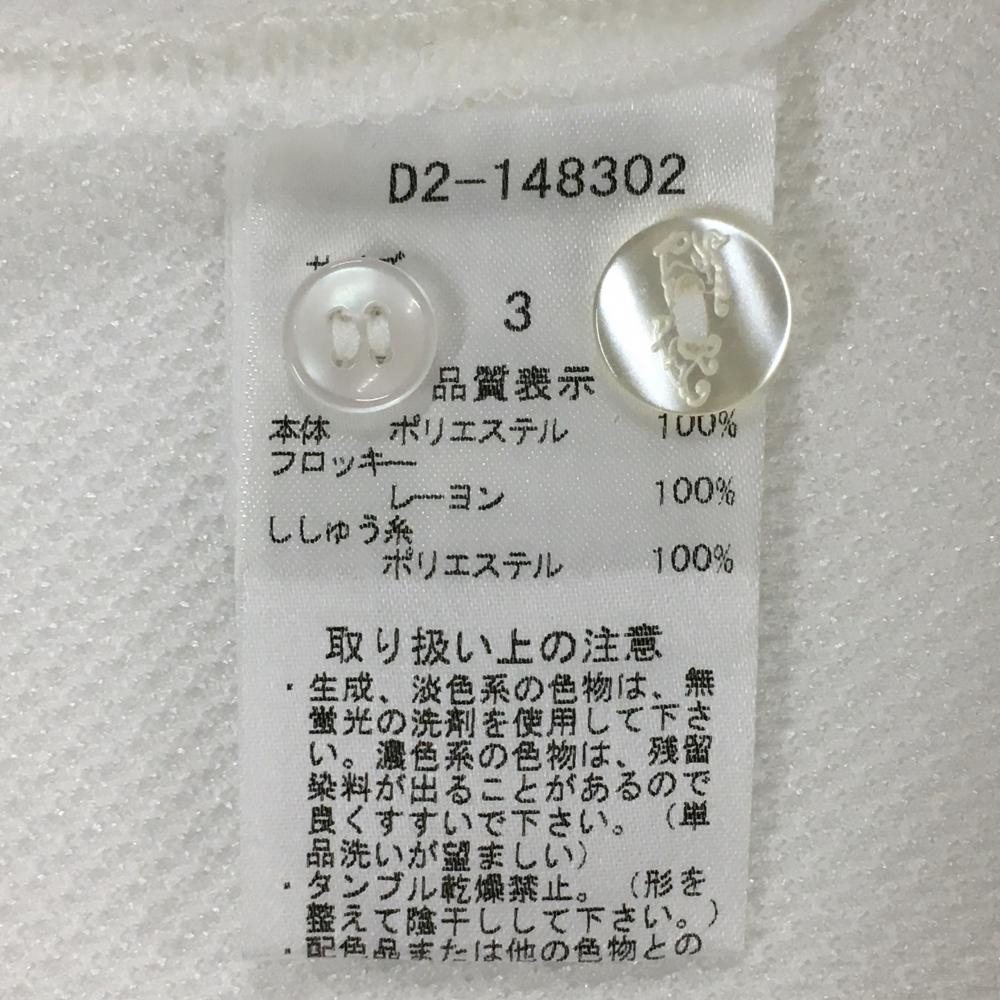 D2-148302
サイズ
3
品質表示
本体 ポリエステル 100%
フロッキー
レーヨン 100%
ししゅう糸
ポリエステル 100%
取り扱い上の注意
・生成、淡色系の色物は、無
蛍光の洗剤を使用して下さ
い。濃色系の色物は、残留
染料が出ることがあるので
良くすすいで下さい。（単
品洗いが望ましい）
・タンブル乾燥禁止。（形を
整えて陰干しして下さい。）
・配色品または他の色物との